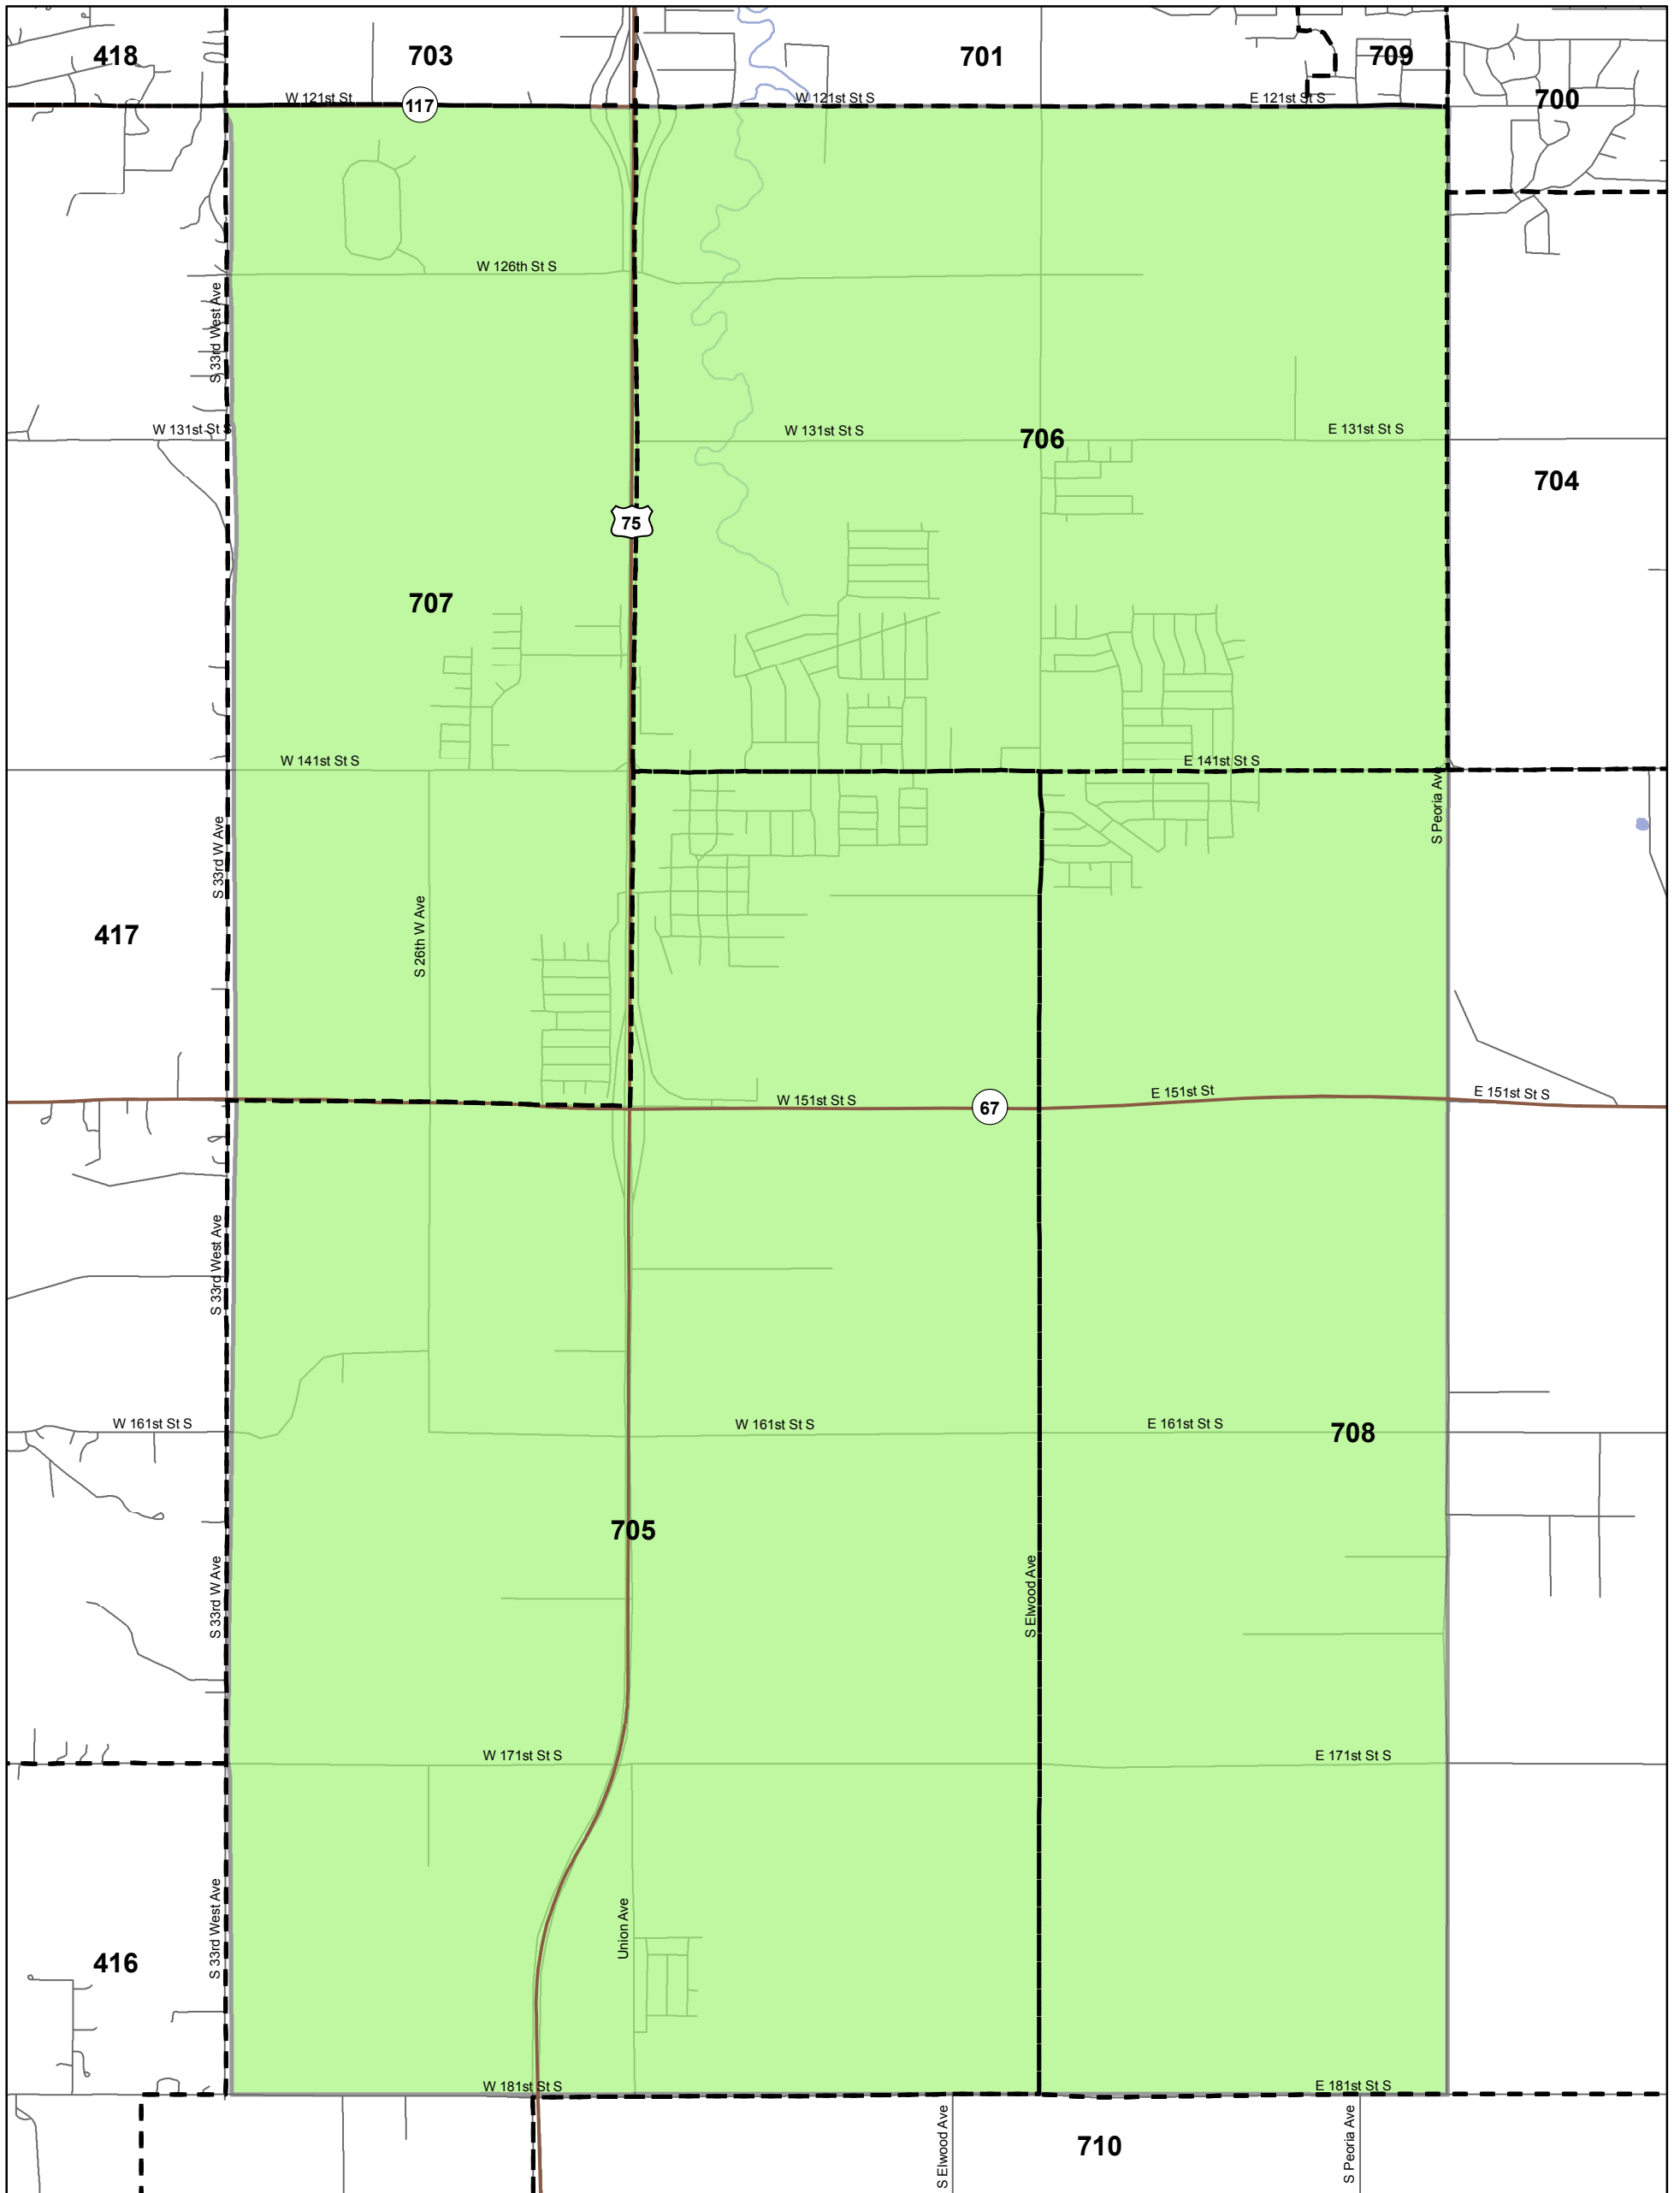 418
703
701
709
W 121st St
117
W 121st St S
E 121st St S
700
W 126th St S
S 33rd West Ave
W 131st St S
W 131st St S
706
E 131st St S
704
75
707
W 141st St S
E 141st St S
S Peoria Ave
S 33rd W Ave
S 26th W Ave
417
W 151st St S
67
E 151st St
E 151st St S
S 33rd West Ave
W 161st St S
W 161st St S
E 161st St S
708
705
S 33rd W Ave
S Elwood Ave
W 171st St S
E 171st St S
S 33rd West Ave
Union Ave
416
W 181st St S
E 181st St S
S Elwood Ave
710
S Peoria Ave